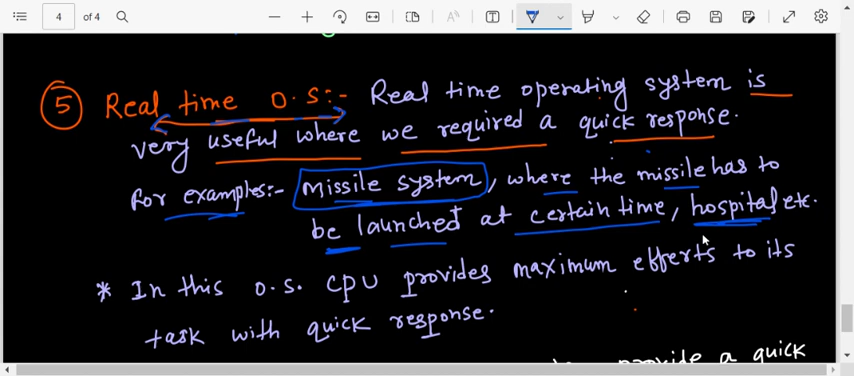 4 of 4
5 Real time O.S:- Real time operating system is
very useful where we required a quick response.
For examples:- Missile system, where the missile has to
be launched at certain time, hospital etc.
* In this O.S. CPU provides maximum efforts to its
task with quick response.
provide a quick